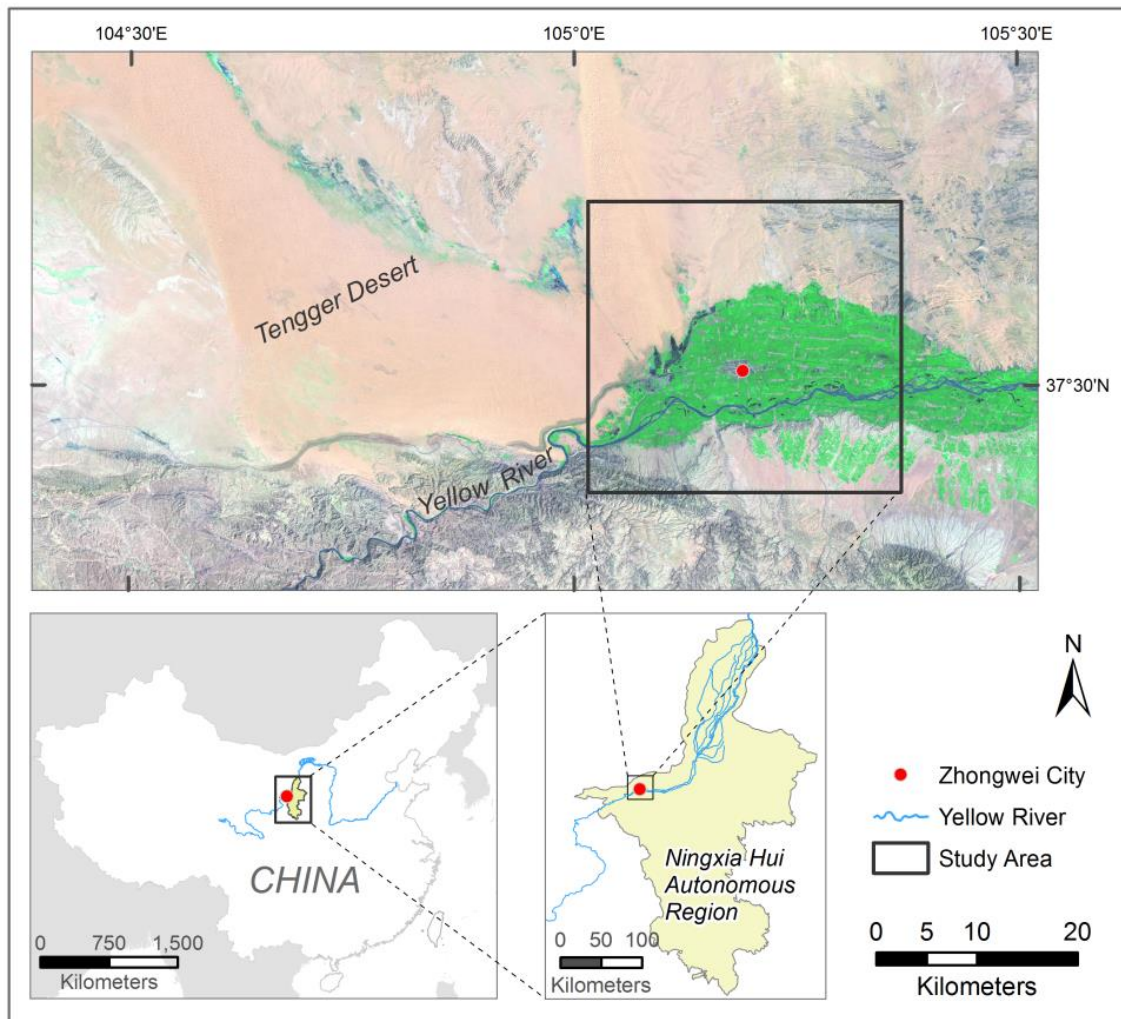 104°30'E
105°0'E
105°30'E
Tengger Desert
37°30'N
Yellow River
CHINA
0 750 1,500
Kilometers
Ningxia Hui
Autonomous
Region
0 50 100
Kilometers
N
Zhongwei City
Yellow River
Study Area
0 5 10 20
Kilometers